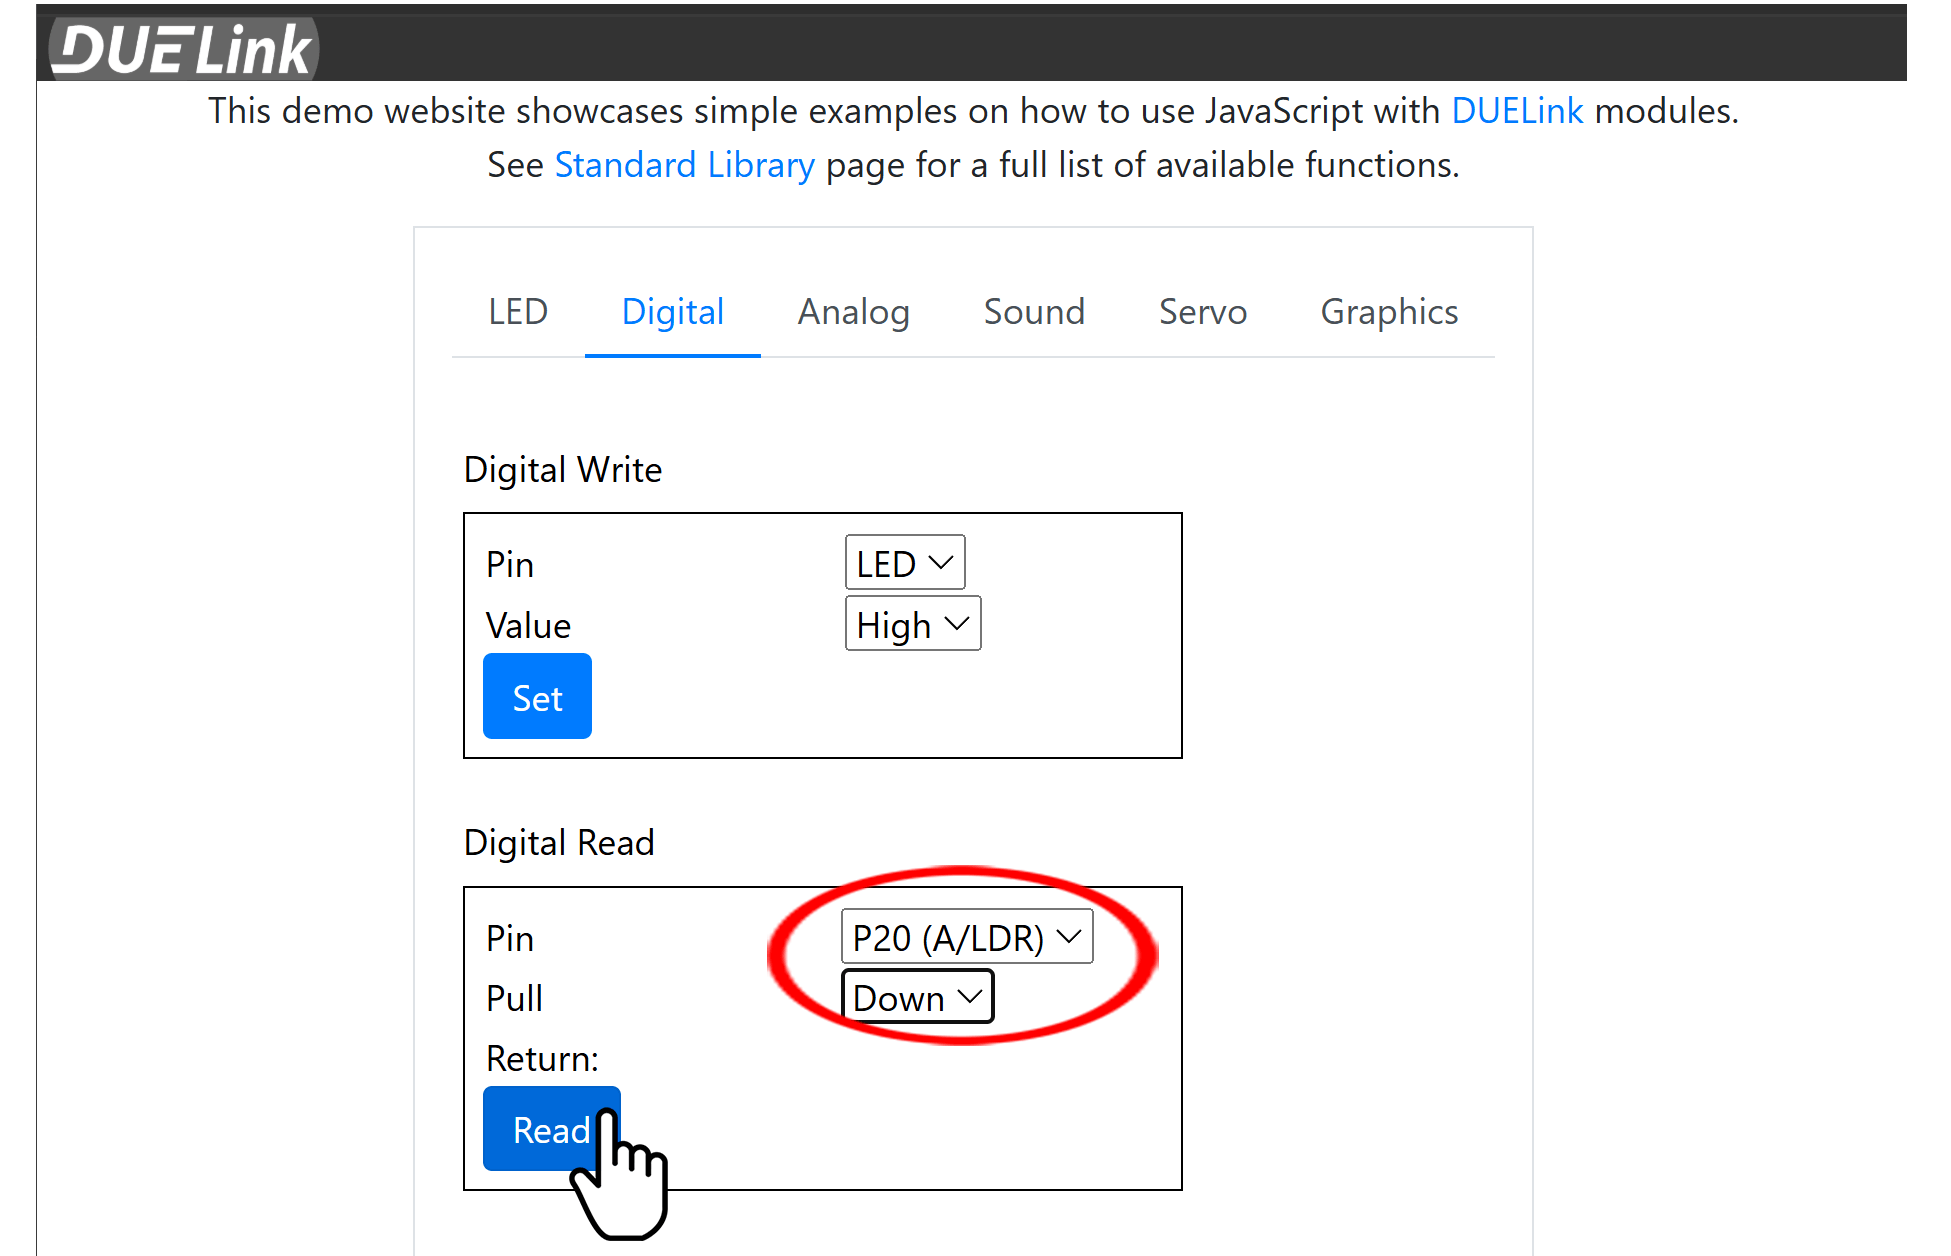 DUELink
This demo website showcases simple examples on how to use JavaScript with DUELink modules.
See Standard Library page for a full list of available functions.
LED Digital Analog Sound Servo Graphics
Digital Write
Pin LED
Value High
Set
Digital Read
Pin P20 (A/LDR)
Pull Down
Return:
Read